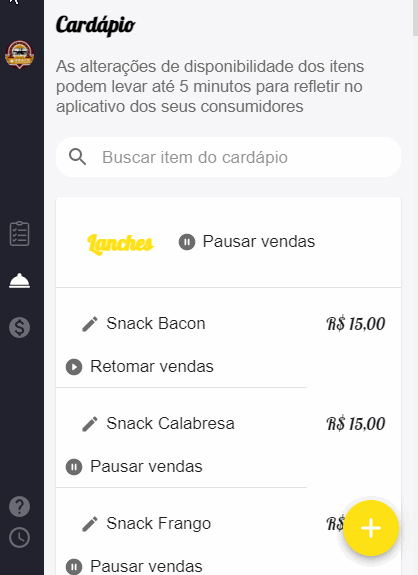 Cardápio
As alterações de disponibilidade dos itens
podem levar até 5 minutos para refletir no
aplicativo dos seus consumidores
Buscar item do cardápio
Lanches
Pausar vendas
Snack Bacon
R$ 15,00
Retomar vendas
Snack Calabresa
R$ 15,00
Pausar vendas
Snack Frango
R$
Pausar vendas